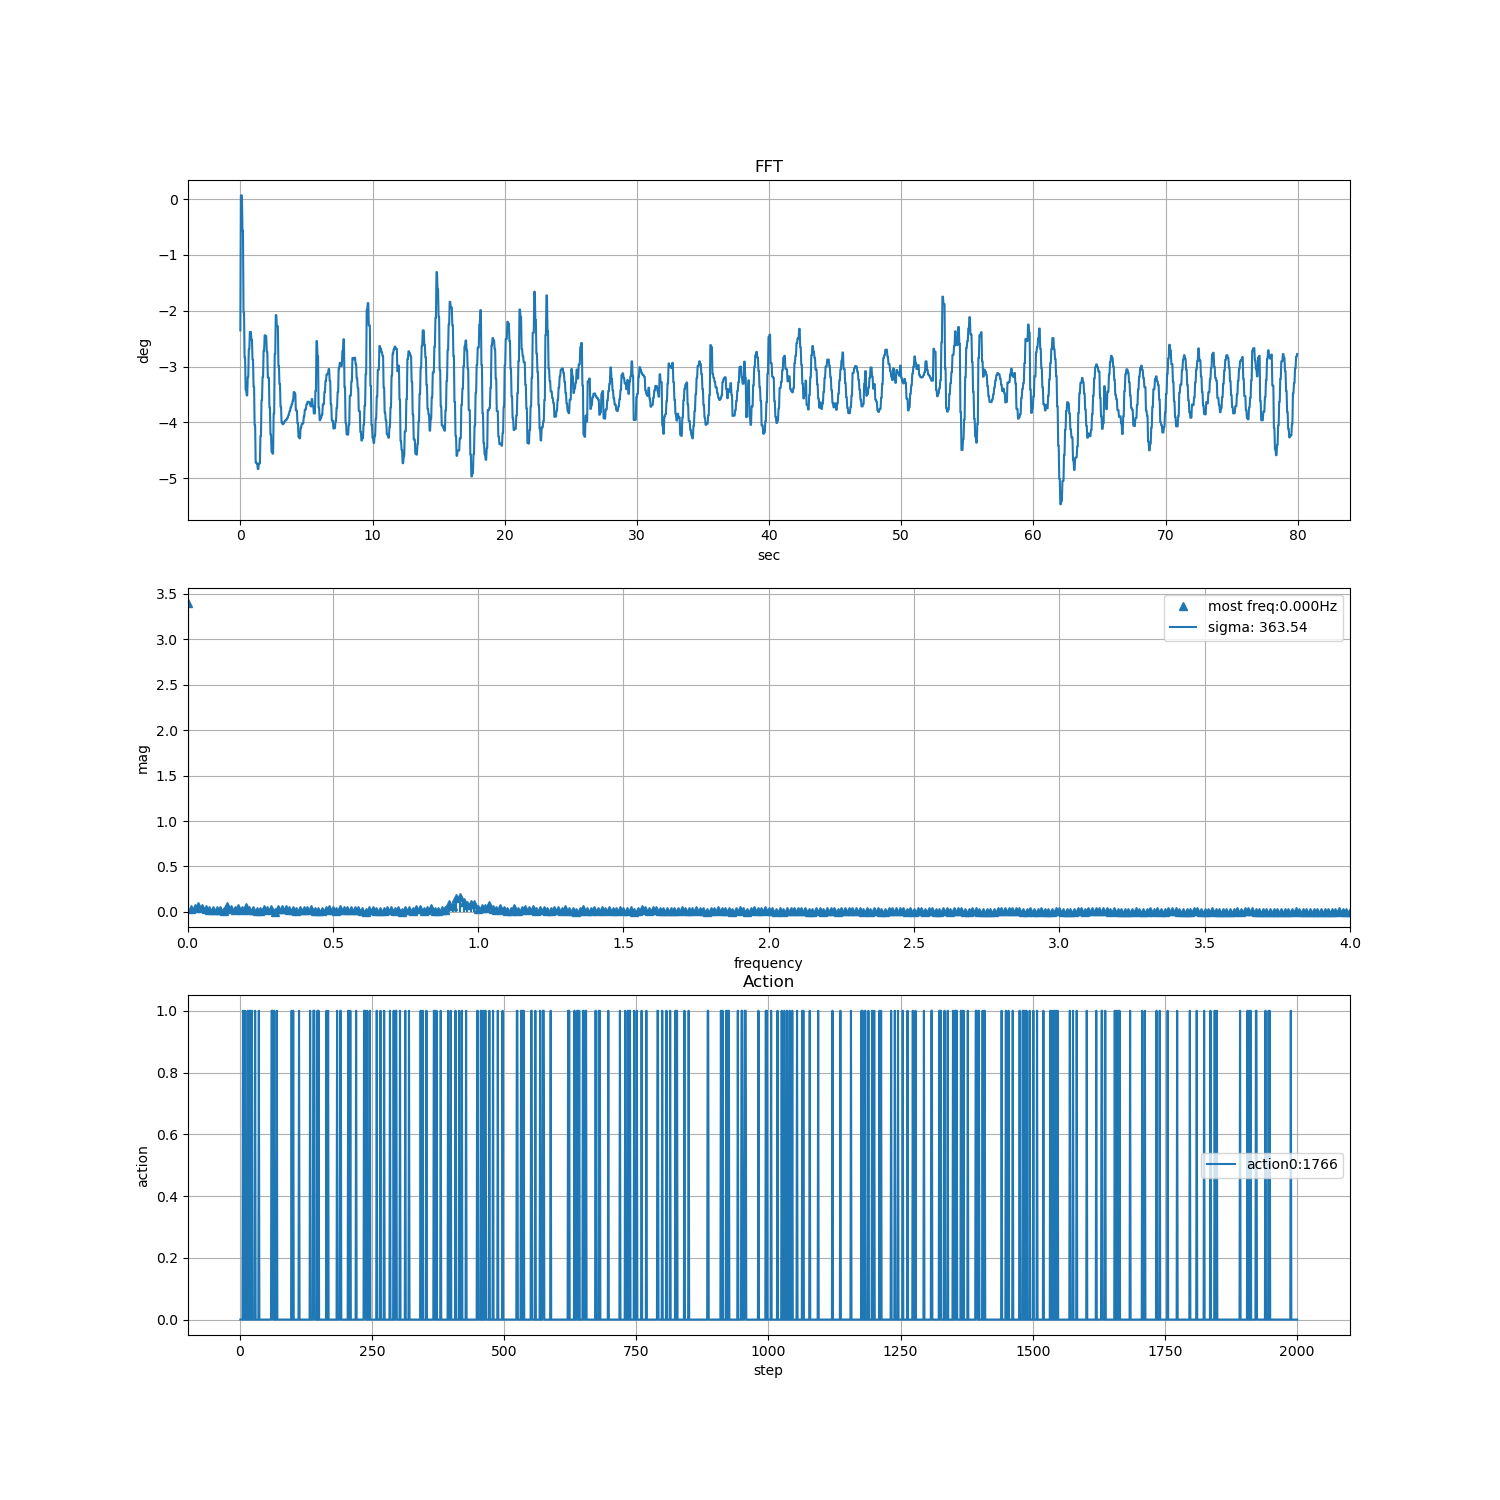 FFT
0
−1
−2
−3
−4
−5
deg
0 10 20 30 40 50 60 70 80
sec
3.5
3.0
2.5
2.0
1.5
1.0
0.5
0.0
mag
most freq:0.000Hz
sigma: 363.54
0.0 0.5 1.0 1.5 2.0 2.5 3.0 3.5 4.0
frequency
Action
1.0
0.8
0.6
0.4
0.2
0.0
action
action0:1766
0 250 500 750 1000 1250 1500 1750 2000
step